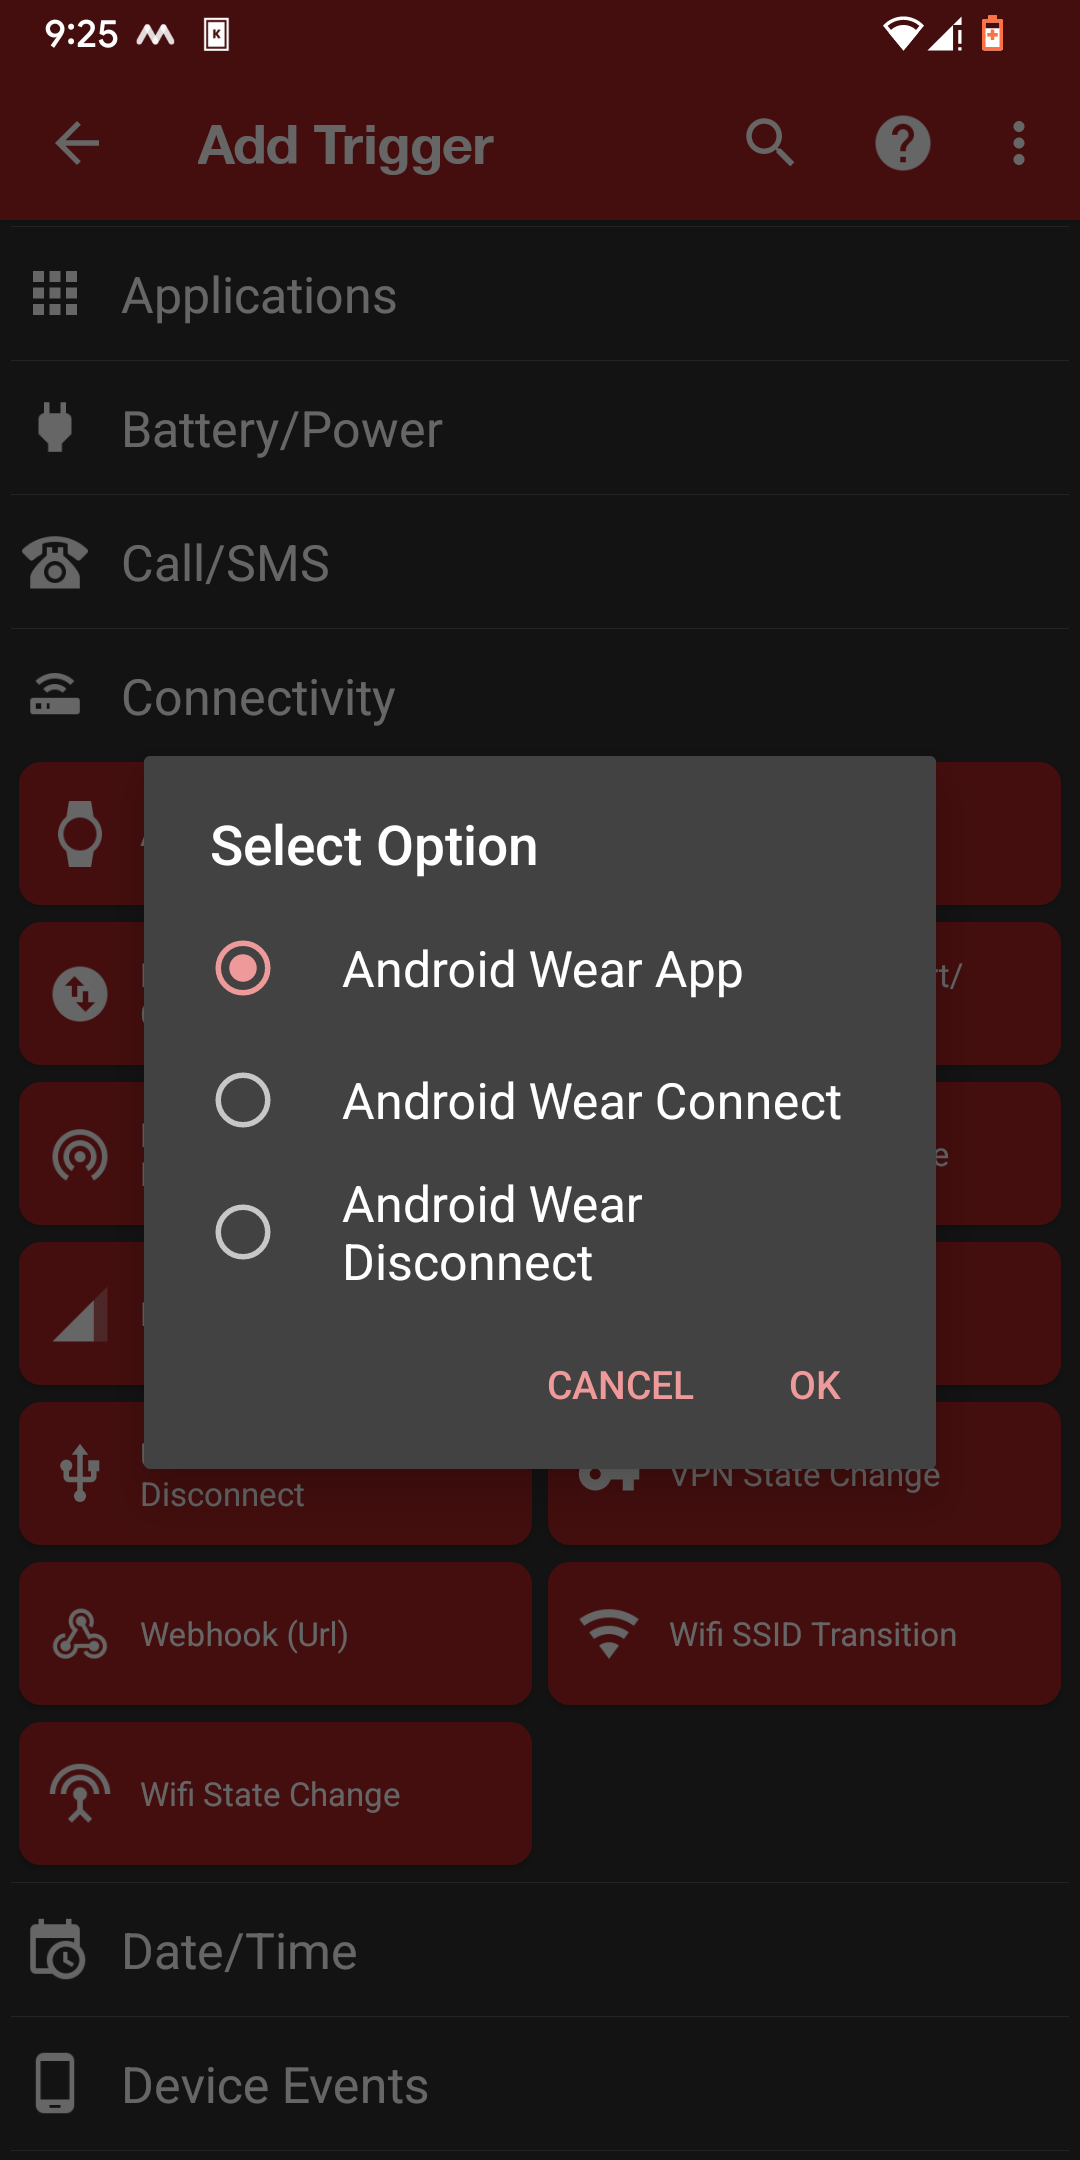 9:25
Add Trigger
Applications
Battery/Power
Call/SMS
Connectivity
Select Option
Android Wear App
Android Wear Connect
Android Wear
Disconnect
CANCEL
OK
Disconnect
VPN State Change
Webhook (Url)
Wifi SSID Transition
Wifi State Change
Date/Time
Device Events